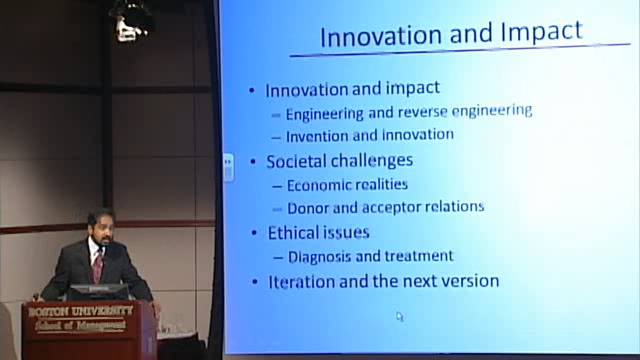 Innovation and Impact
• Innovation and impact
– Engineering and reverse engineering
– Invention and innovation
• Societal challenges
– Economic realities
– Donor and acceptor relations
• Ethical issues
– Diagnosis and treatment
• Iteration and the next version
BOSTON UNIVERSITY
School of Management